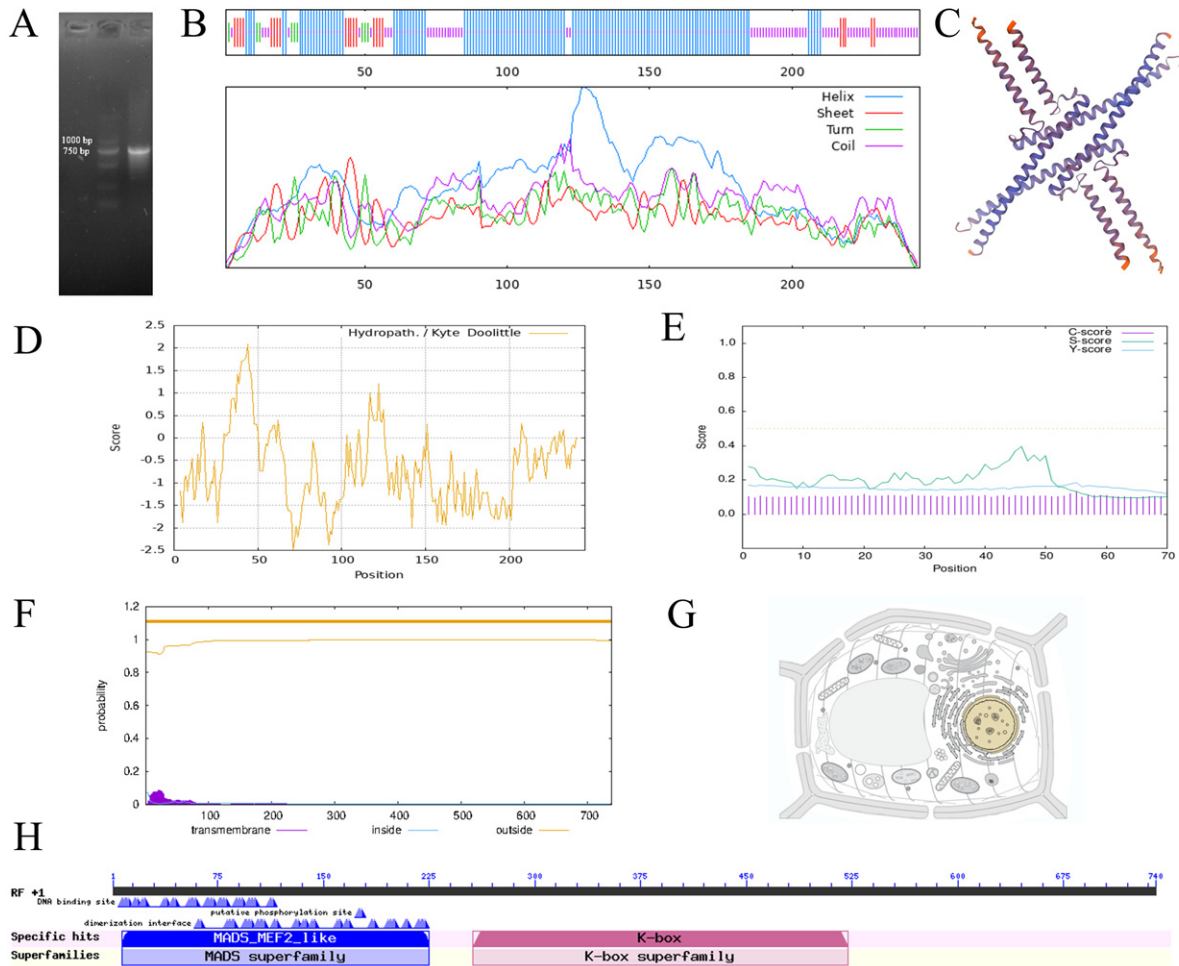 A
1000 bp
750 bp
B
50 100 150 200
Helix
Sheet
Turn
Coil
50 100 150 200
C
D
Hydropath. / Kyte Doolittle
2.5
2
1.5
1
0.5
0
-0.5
-1
-1.5
-2
-2.5
Score
0 50 100 150 200
Position
E
C-score
S-score
Y-score
1.0
0.8
0.6
0.4
0.2
0.0
Score
0 10 20 30 40 50 60 70
Position
F
1.2
1
0.8
0.6
0.4
0.2
0
probability
100 200 300 400 500 600 700
transmembrane inside outside
G
H
1 75 150 225 300 375 450 525 600 675 740
RF +1
DNA binding site
putative phosphorylation site
dimerization interface
Specific hits MADS_MEF2_like K-box
Superfamilies MADS superfamily K-box superfamily